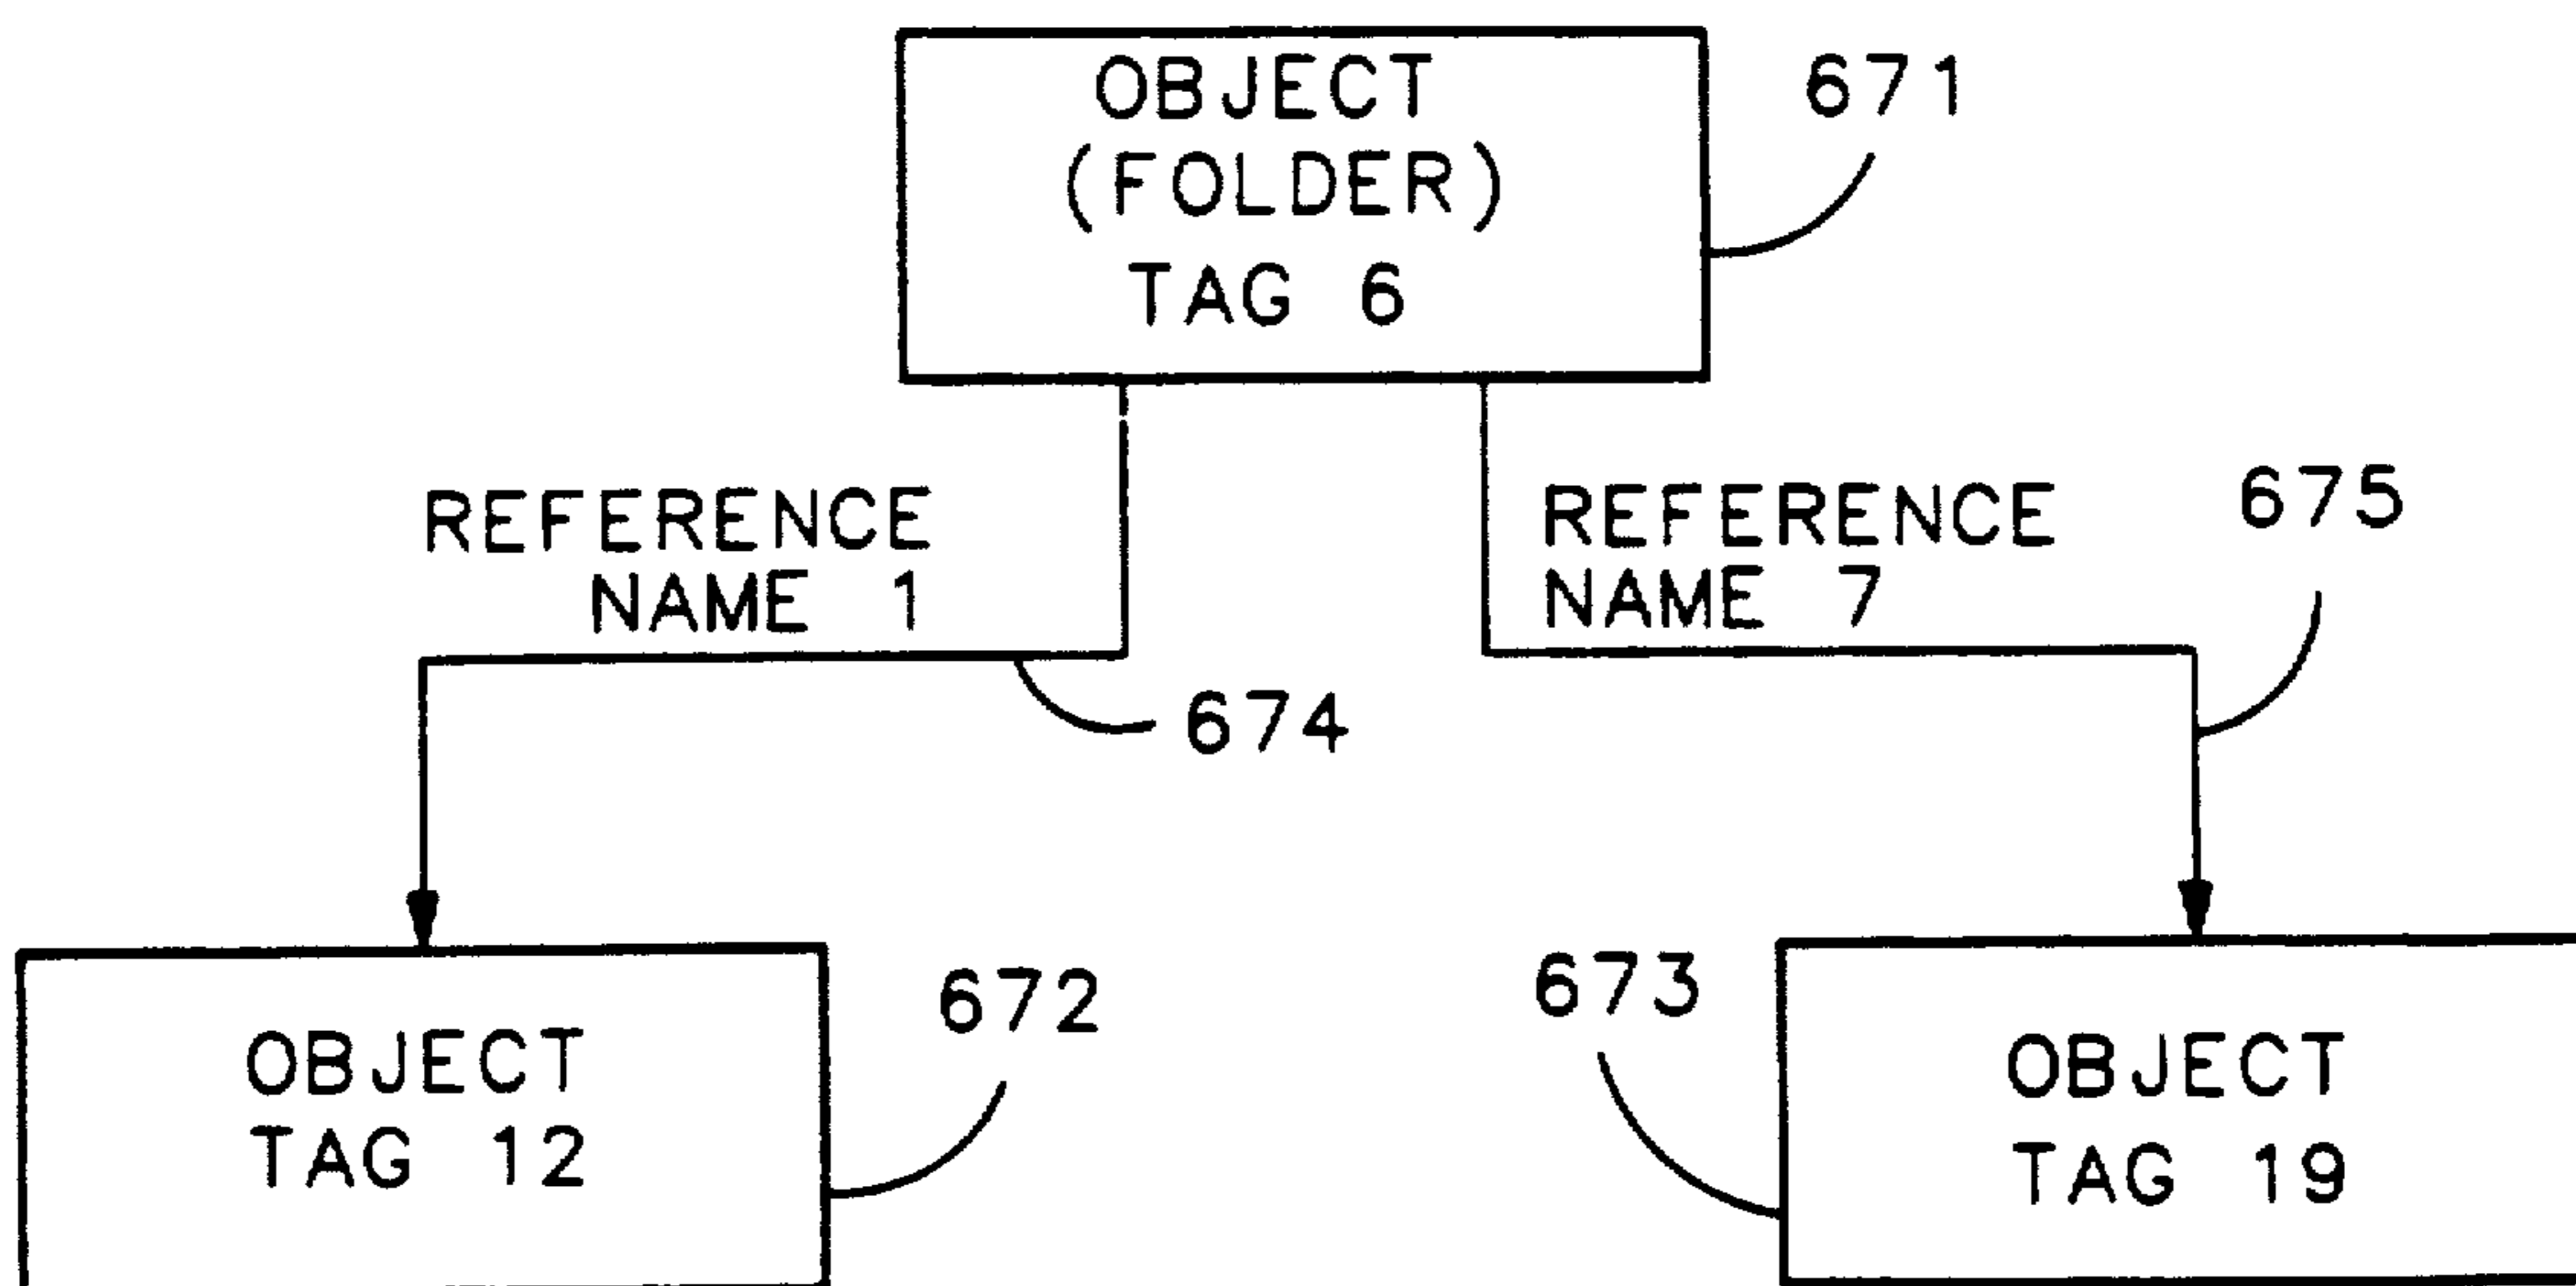 OBJECT
(FOLDER)
TAG 6
671
REFERENCE
NAME 1
674
REFERENCE
NAME 7
675
OBJECT
TAG 12
672
673
OBJECT
TAG 19